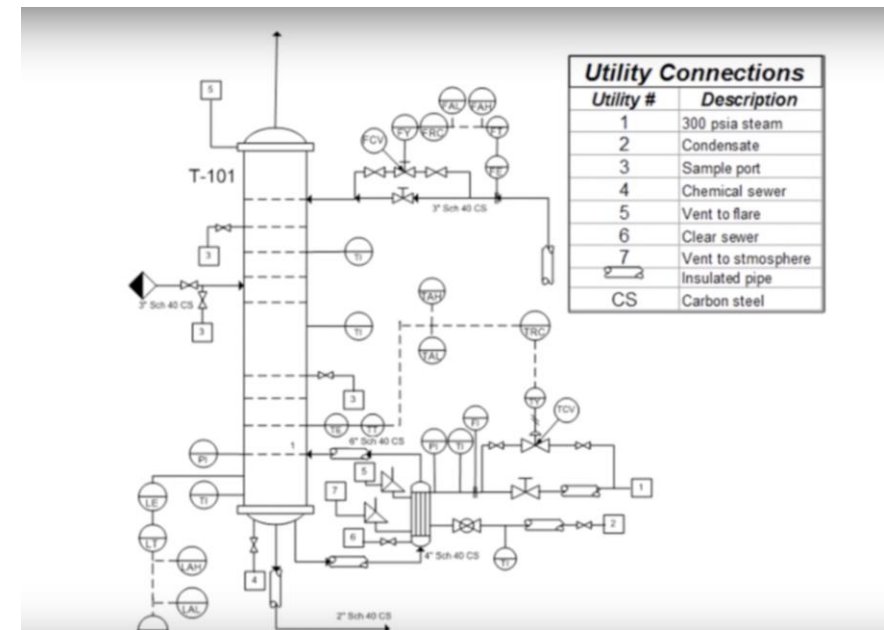 Utility Connections
Utility # Description
1 300 psia steam
2 Condensate
3 Sample port
4 Chemical sewer
5 Vent to flare
6 Clear sewer
7 Vent to stmosphere
Insulated pipe
CS Carbon steel
5
T-101
FAL FAH
FCV FY FRC FT
FE
3" Sch 40 CS
3
TI
3" Sch 40 CS
3
TAH
TI TRC
TAL
3
TY TCV
TE TT FI
6" Sch 40 CS
PI 1 PI TI
5
TI 7 1
LE
6 2
LT 4" Sch 40 CS TI
LAH 4
LAL
2" Sch 40 CS